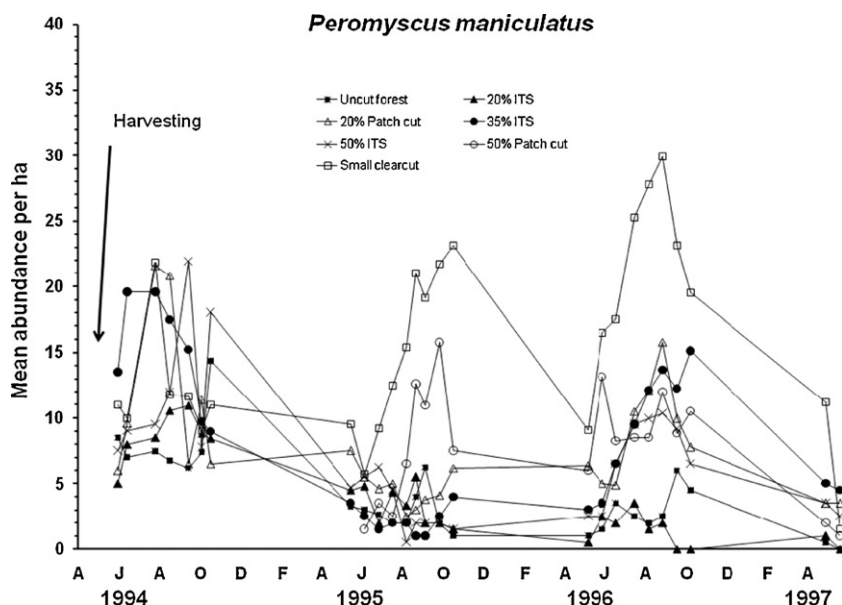 Peromyscus maniculatus
40
35
30
25
20
15
10
5
0
Mean abundance per ha
Harvesting
Uncut forest 20% ITS
20% Patch cut 35% ITS
50% ITS 50% Patch cut
Small clearcut
A J A O D F A J A O D F A J A O D F A
1994 1995 1996 1997